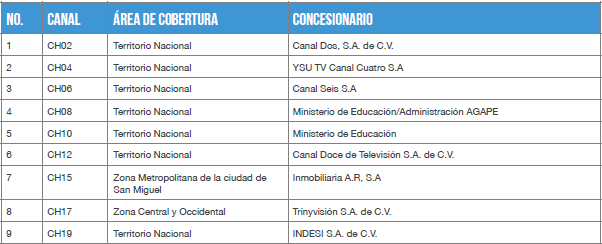 NO. CANAL ÁREA DE COBERTURA CONCESIONARIO
1 CH02 Territorio Nacional Canal Dos, S.A. de C.V.
2 CH04 Territorio Nacional YSU TV Canal Cuatro S.A
3 CH06 Territorio Nacional Canal Seis S.A
4 CH08 Territorio Nacional Ministerio de Educación/Administración AGAPE
5 CH10 Territorio Nacional Ministerio de Educación
6 CH12 Territorio Nacional Canal Doce de Televisión S.A. de C.V.
7 CH15 Zona Metropolitana de la ciudad de Inmobiliaria A.R, S.A
San Miguel
8 CH17 Zona Central y Occidental Trinyvisión S.A. de C.V.
9 CH19 Territorio Nacional INDESI S.A. de C.V.